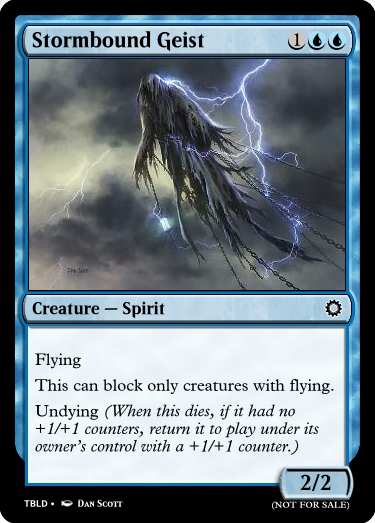 Stormbound Geist 1
Dan Scott
Creature — Spirit
Flying
This can block only creatures with flying.
Undying (When this dies, if it had no
+1/+1 counters, return it to play under its
owner's control with a +1/+1 counter.)
2/2
TBLD • Dan Scott
(NOT FOR SALE)